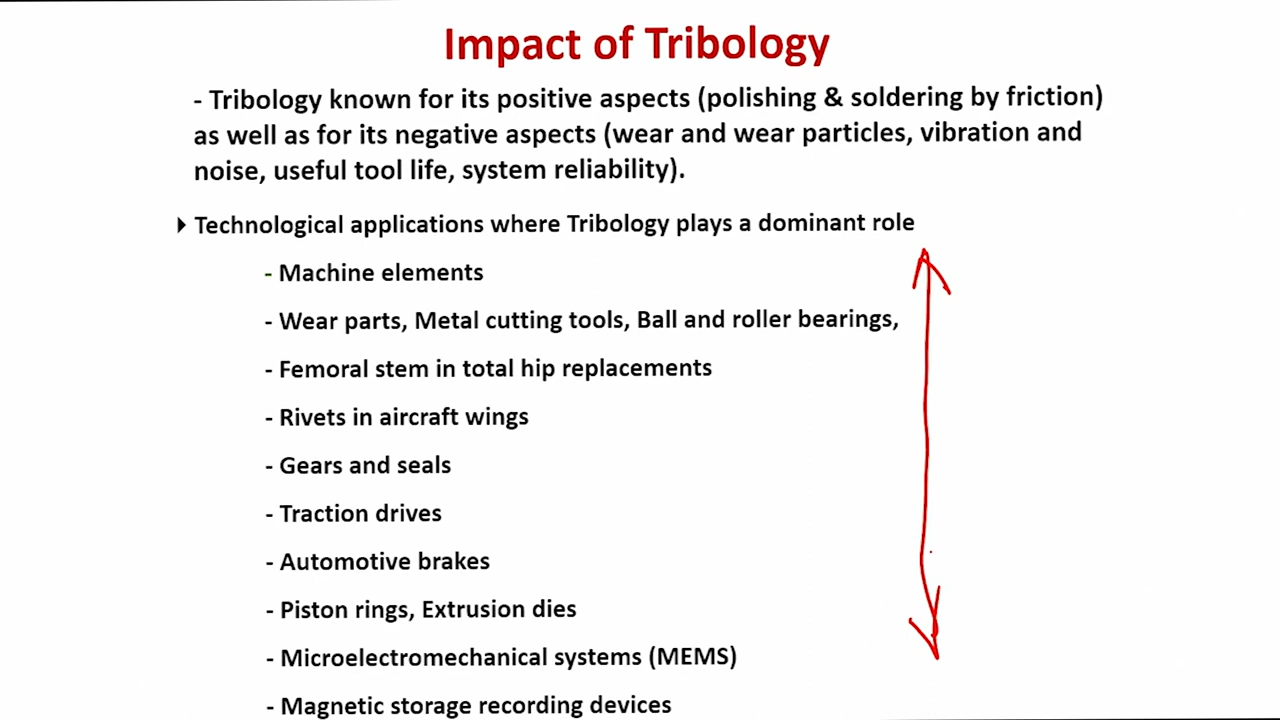 Impact of Tribology
- Tribology known for its positive aspects (polishing & soldering by friction)
as well as for its negative aspects (wear and wear particles, vibration and
noise, useful tool life, system reliability).
Technological applications where Tribology plays a dominant role
- Machine elements
- Wear parts, Metal cutting tools, Ball and roller bearings,
- Femoral stem in total hip replacements
- Rivets in aircraft wings
- Gears and seals
- Traction drives
- Automotive brakes
- Piston rings, Extrusion dies
- Microelectromechanical systems (MEMS)
- Magnetic storage recording devices